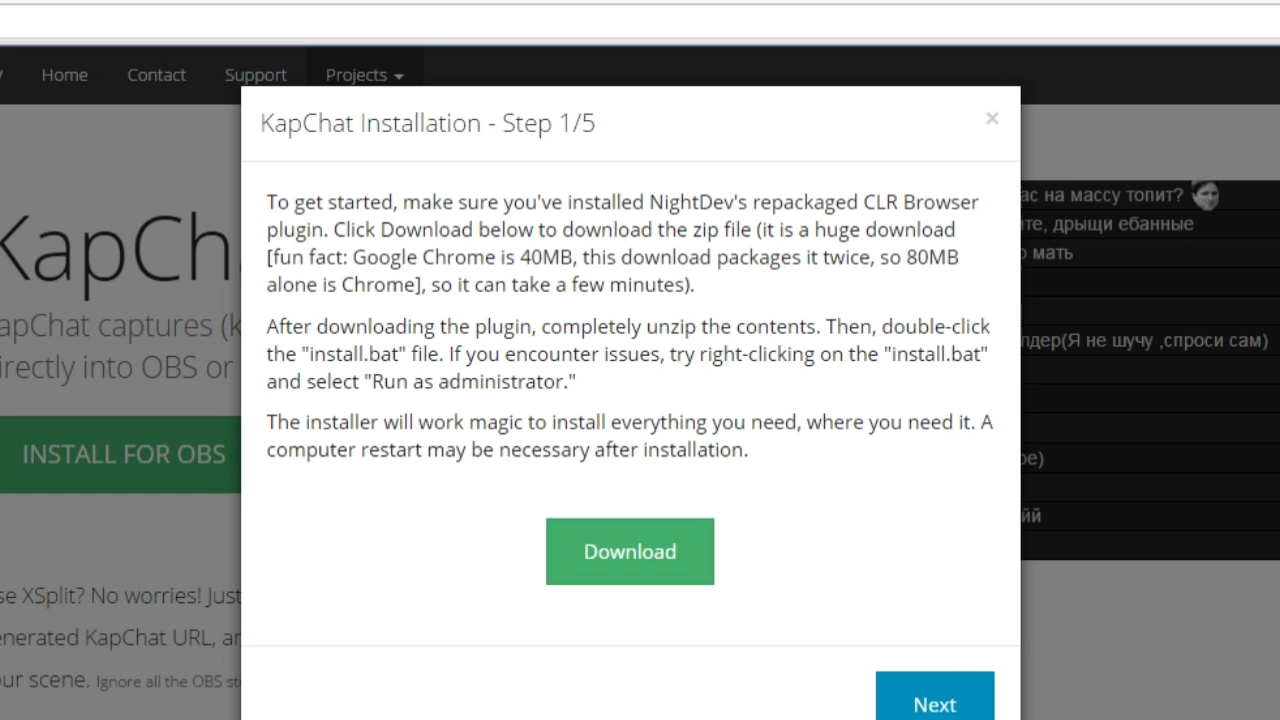 Home Contact Support Projects
KapChat Installation - Step 1/5
×
To get started, make sure you've installed NightDev's repackaged CLR Browser
plugin. Click Download below to download the zip file (it is a huge download
[fun fact: Google Chrome is 40MB, this download packages it twice, so 80MB
alone is Chrome], so it can take a few minutes).
After downloading the plugin, completely unzip the contents. Then, double-click
the "install.bat" file. If you encounter issues, try right-clicking on the "install.bat"
and select "Run as administrator."
The installer will work magic to install everything you need, where you need it. A
computer restart may be necessary after installation.
Download
Next
KapCh
apChat captures (k
irectly into OBS or
INSTALL FOR OBS
se XSplit? No worries! Just
enerated KapChat URL, an
ur scene. Ignore all the OBS st
ас на массу топит?
те, дрыщи ебанные
о мать
лдер(Я не шучу ,спроси сам)
ое)
йй